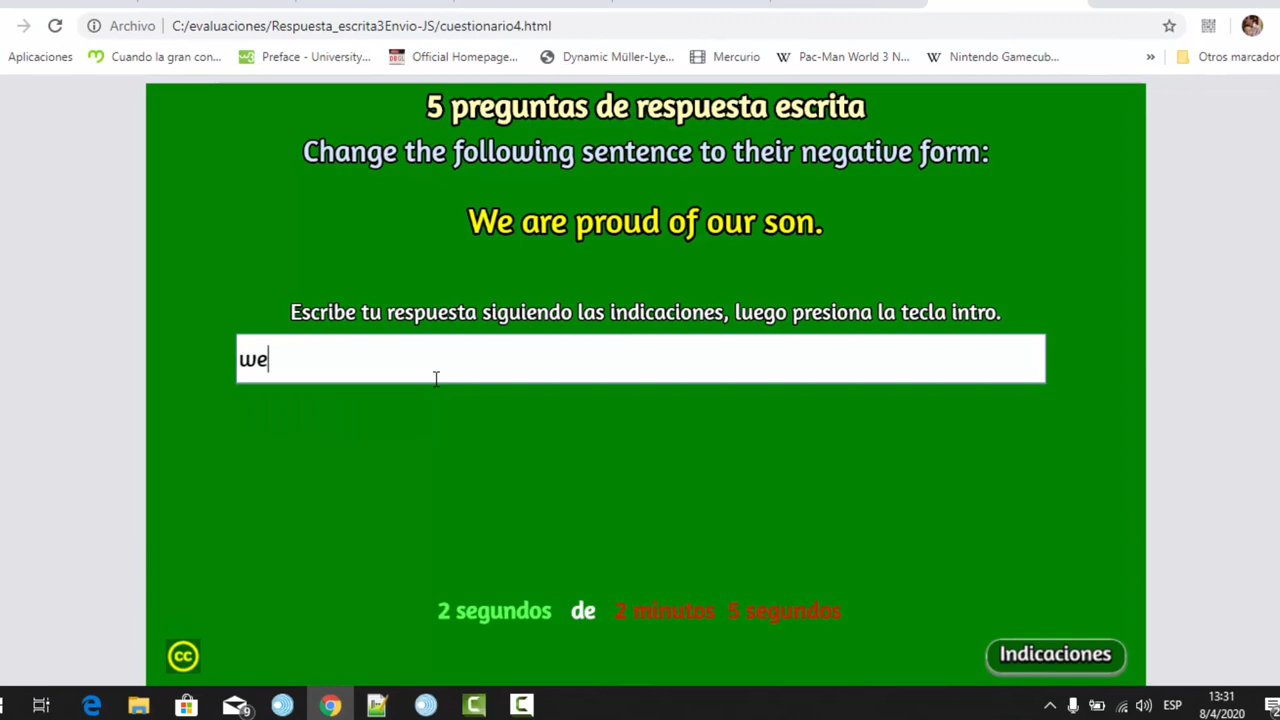 Archivo C:/evaluaciones/Respuesta_escrita3Envio-JS/cuestionario4.html
Aplicaciones Cuando la gran con... Preface - University... Official Homepage... Dynamic Müller-Lye... Mercurio Pac-Man World 3 N... Nintendo Gamecub... » Otros marcador
5 preguntas de respuesta escrita
Change the following sentence to their negative form:
We are proud of our son.
Escribe tu respuesta siguiendo las indicaciones, luego presiona la tecla intro.
we
2 segundos de 2 minutos 5 segundos
cc Indicaciones
13:31
9 ESP
8/4/2020